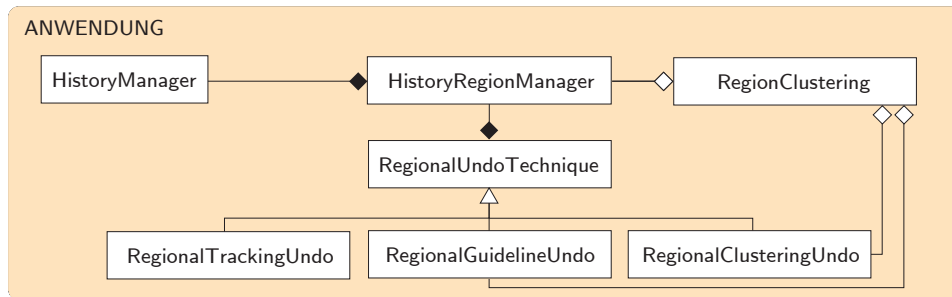 ANWENDUNG
HistoryManager
HistoryRegionManager
RegionClustering
RegionalUndoTechnique
RegionalTrackingUndo
RegionalGuidelineUndo
RegionalClusteringUndo